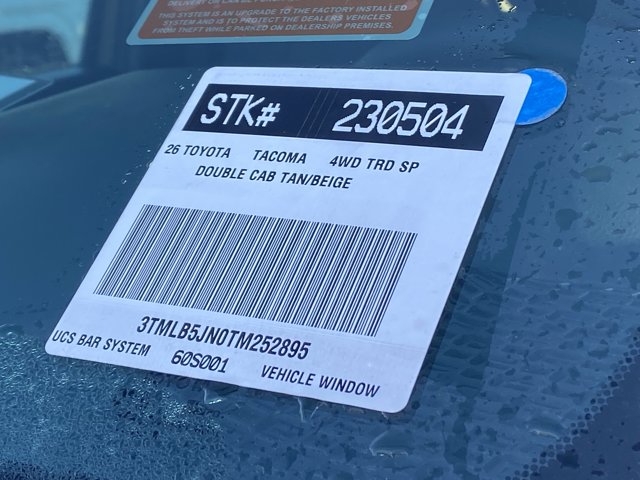 THIS SYSTEM IS AN UPGRADE TO THE FACTORY INSTALLED
SYSTEM AND IS TO PROTECT THE DEALERS VEHICLES
FROM THEFT WHILE PARKED ON DEALERSHIP PREMISES.
STK# 230504
26 TOYOTA TACOMA 4WD TRD SP
DOUBLE CAB TAN/BEIGE
3TMLB5JN0TM252895
UCS BAR SYSTEM 60S001 VEHICLE WINDOW